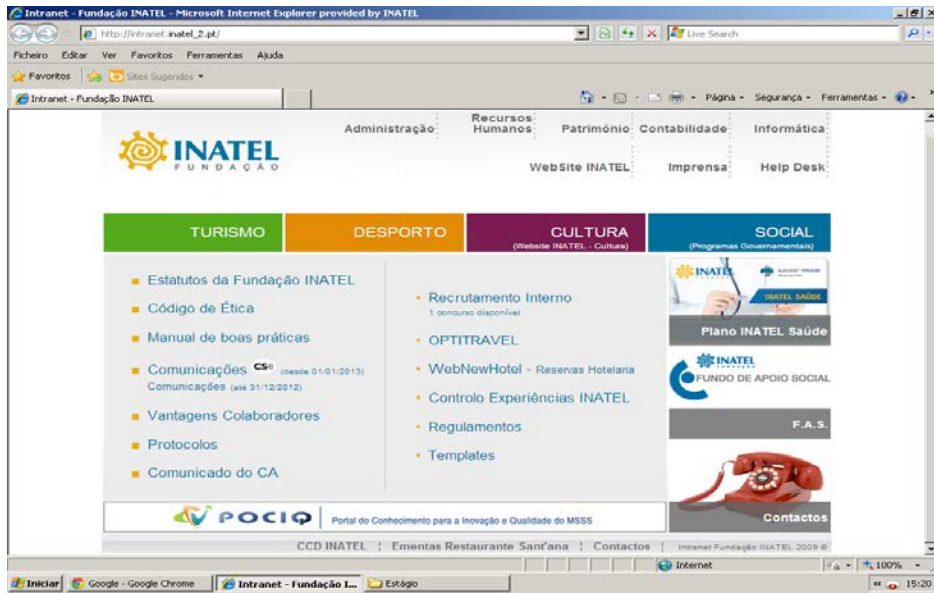 Intranet - Fundação INATEL - Microsoft Internet Explorer provided by INATEL
http://intranet.inatel_2.pt/
Live Search
Ficheiro Editar Ver Favoritos Ferramentas Ajuda
Favoritos Sites Sugeridos
Intranet - Fundação INATEL
Página Segurança Ferramentas
INATEL
FUNDAÇÃO
Administração
Recursos Humanos
Património
Contabilidade
Informática
WebSite INATEL
Imprensa
Help Desk
TURISMO
DESPORTO
CULTURA
(Website INATEL - Cultura)
SOCIAL
(Programas Governamentais)
Estatutos da Fundação INATEL
Código de Ética
Manual de boas práticas
Comunicações CSe (desde 01/01/2013)
Comunicações (até 31/12/2012)
Vantagens Colaboradores
Protocolos
Comunicado do CA
Recrutamento Interno
1 concurso disponível
OPTITRAVEL
WebNewHotel - Reservas Hotelaria
Controlo Experiências INATEL
Regulamentos
Templates
INATEL
INATEL SAÚDE
Plano INATEL Saúde
INATEL
FUNDO DE APOIO SOCIAL
F.A.S.
Contactos
POCIQ Portal do Conhecimento para a Inovação e Qualidade do MSSS
CCD INATEL ¦ Ementas Restaurante Sant'ana ¦ Contactos ¦ Intranet Fundação INATEL 2009 ©
Internet 100%
Iniciar Google - Google Chrome Intranet - Fundação I... Estágio 15:20